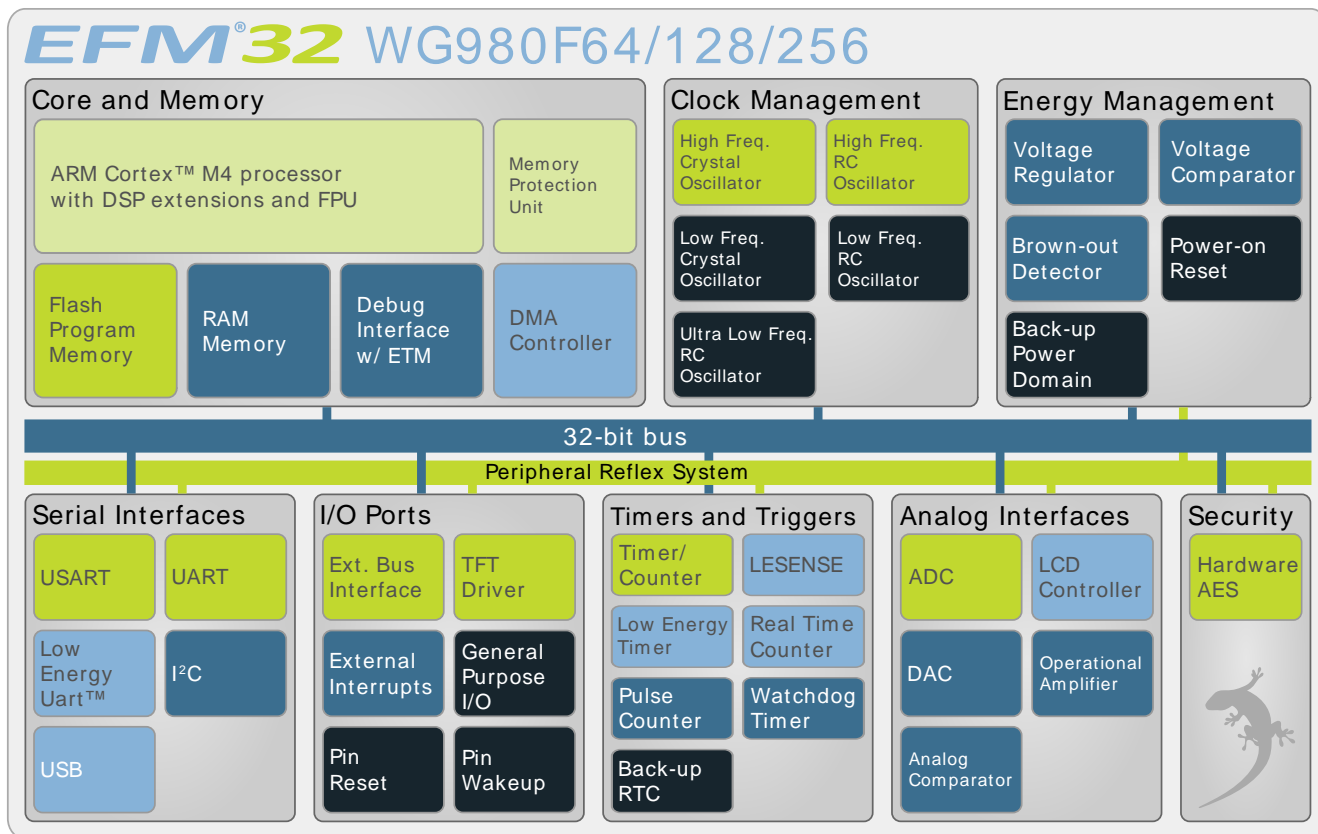 EFM®32 WG980F64/128/256
Core and Memory
ARM Cortex™ M4 processor
with DSP extensions and FPU
Memory
Protection
Unit
Flash
Program
Memory
RAM
Memory
Debug
Interface
w/ ETM
DMA
Controller
Clock Management
High Freq.
Crystal
Oscillator
High Freq.
RC
Oscillator
Low Freq.
Crystal
Oscillator
Low Freq.
RC
Oscillator
Ultra Low Freq.
RC
Oscillator
Energy Management
Voltage
Regulator
Voltage
Comparator
Brown-out
Detector
Power-on
Reset
Back-up
Power
Domain
32-bit bus
Peripheral Reflex System
Serial Interfaces
USART
UART
Low
Energy
Uart™
I²C
USB
I/O Ports
Ext. Bus
Interface
TFT
Driver
External
Interrupts
General
Purpose
I/O
Pin
Reset
Pin
Wakeup
Timers and Triggers
Timer/
Counter
LESENSE
Low Energy
Timer
Real Time
Counter
Pulse
Counter
Watchdog
Timer
Back-up
RTC
Analog Interfaces
ADC
LCD
Controller
DAC
Operational
Amplifier
Analog
Comparator
Security
Hardware
AES